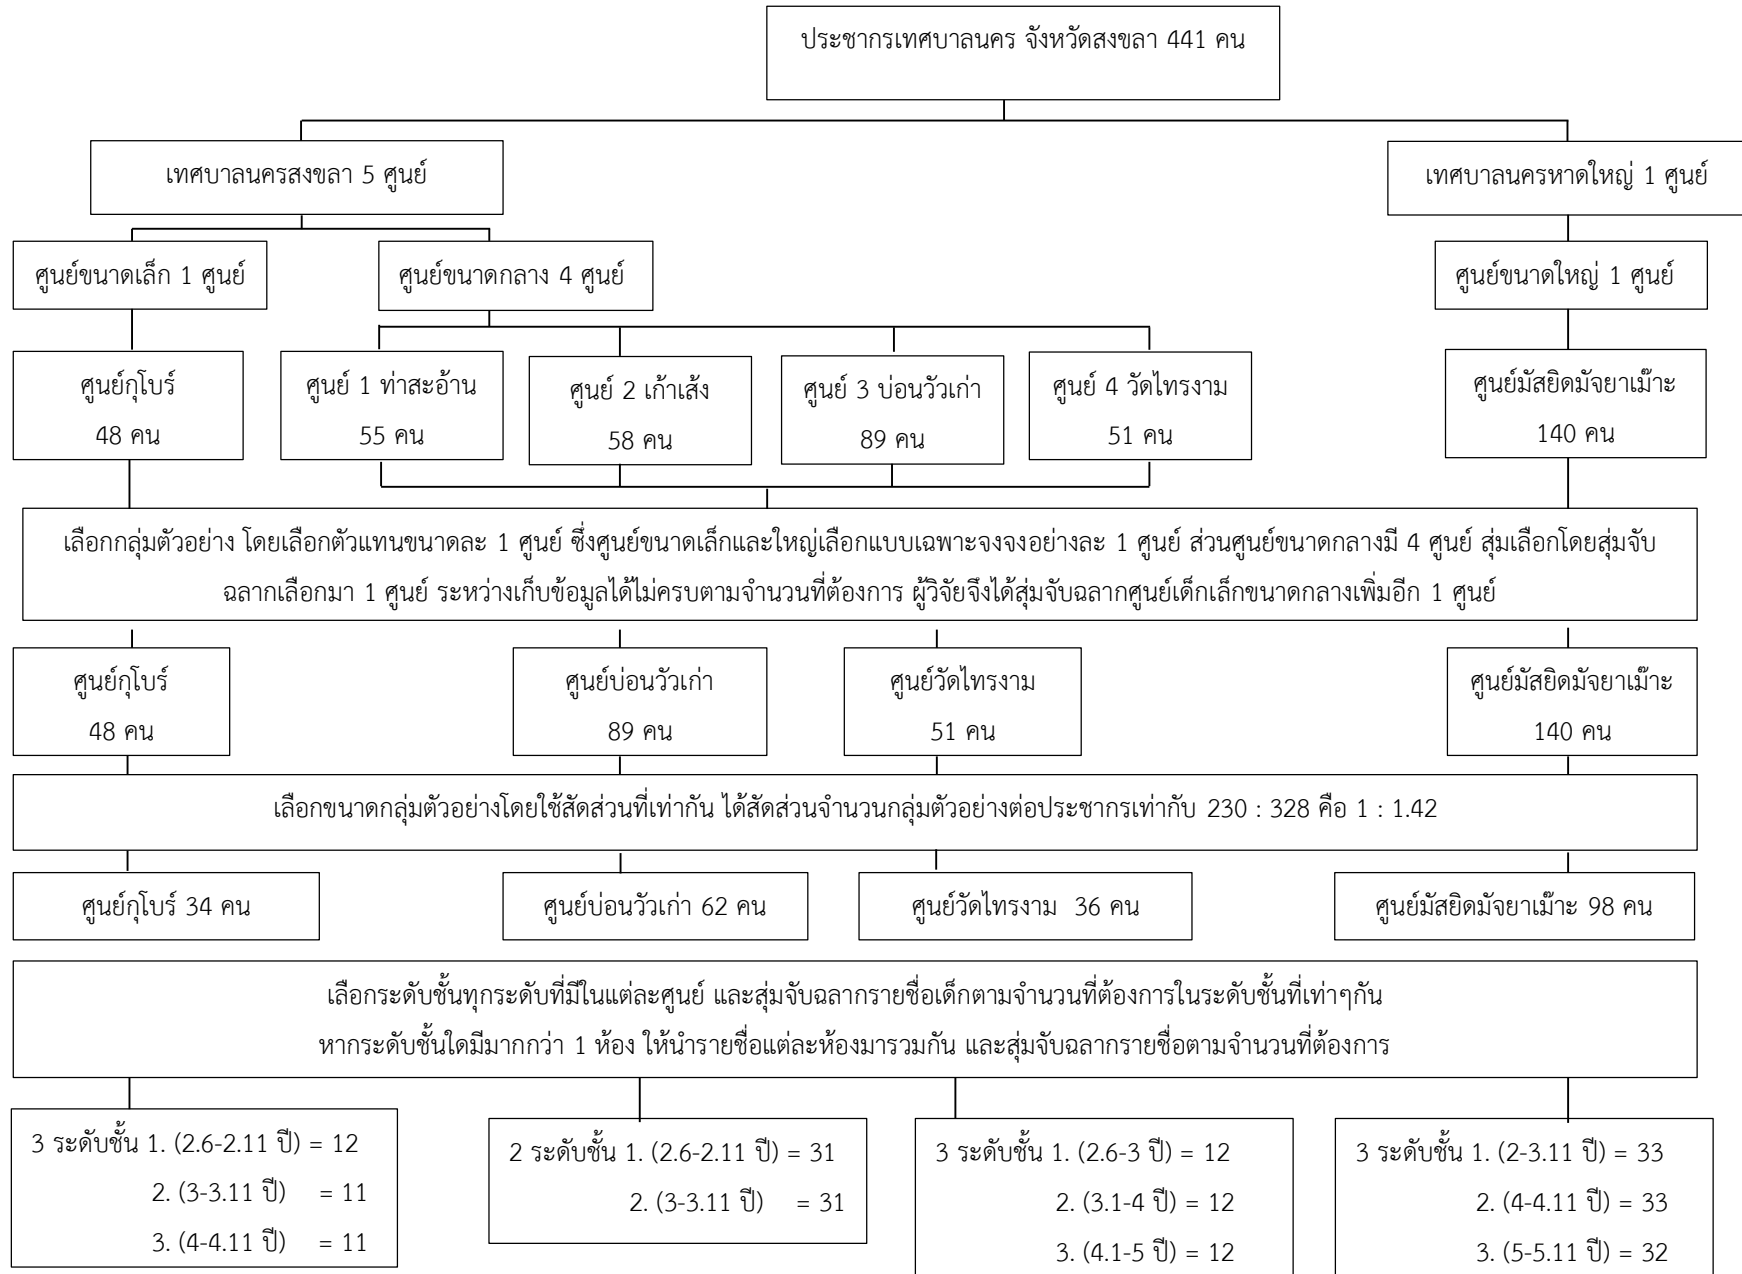 ประชากรเทศบาลนคร จังหวัดสงขลา 441 คน
เทศบาลนครสงขลา 5 ศูนย์
เทศบาลนครหาดใหญ่ 1 ศูนย์
ศูนย์ขนาดเล็ก 1 ศูนย์
ศูนย์ขนาดกลาง 4 ศูนย์
ศูนย์ขนาดใหญ่ 1 ศูนย์
ศูนย์กุโบร์
48 คน
ศูนย์ 1 ท่าสะอ้าน
55 คน
ศูนย์ 2 เก้าเส้ง
58 คน
ศูนย์ 3 บ่อนวัวเก่า
89 คน
ศูนย์ 4 วัดไทรงาม
51 คน
ศูนย์มัสยิดมัจยาเม๊าะ
140 คน
เลือกกลุ่มตัวอย่าง โดยเลือกตัวแทนขนาดละ 1 ศูนย์ ซึ่งศูนย์ขนาดเล็กและใหญ่เลือกแบบเฉพาะจงจงอย่างละ 1 ศูนย์ ส่วนศูนย์ขนาดกลางมี 4 ศูนย์ สุ่มเลือกโดยสุ่มจับ
ฉลากเลือกมา 1 ศูนย์ ระหว่างเก็บข้อมูลได้ไม่ครบตามจำนวนที่ต้องการ ผู้วิจัยจึงได้สุ่มจับฉลากศูนย์เด็กเล็กขนาดกลางเพิ่มอีก 1 ศูนย์
ศูนย์กุโบร์
48 คน
ศูนย์บ่อนวัวเก่า
89 คน
ศูนย์วัดไทรงาม
51 คน
ศูนย์มัสยิดมัจยาเม๊าะ
140 คน
เลือกขนาดกลุ่มตัวอย่างโดยใช้สัดส่วนที่เท่ากัน ได้สัดส่วนจำนวนกลุ่มตัวอย่างต่อประชากรเท่ากับ 230 : 328 คือ 1 : 1.42
ศูนย์กุโบร์ 34 คน
ศูนย์บ่อนวัวเก่า 62 คน
ศูนย์วัดไทรงาม 36 คน
ศูนย์มัสยิดมัจยาเม๊าะ 98 คน
เลือกระดับชั้นทุกระดับที่มีในแต่ละศูนย์ และสุ่มจับฉลากรายชื่อเด็กตามจำนวนที่ต้องการในระดับชั้นที่เท่าๆกัน
หากระดับชั้นใดมีมากกว่า 1 ห้อง ให้นำรายชื่อแต่ละห้องมารวมกัน และสุ่มจับฉลากรายชื่อตามจำนวนที่ต้องการ
3 ระดับชั้น 1. (2.6-2.11 ปี) = 12
2. (3-3.11 ปี) = 11
3. (4-4.11 ปี) = 11
2 ระดับชั้น 1. (2.6-2.11 ปี) = 31
2. (3-3.11 ปี) = 31
3 ระดับชั้น 1. (2.6-3 ปี) = 12
2. (3.1-4 ปี) = 12
3. (4.1-5 ปี) = 12
3 ระดับชั้น 1. (2-3.11 ปี) = 33
2. (4-4.11 ปี) = 33
3. (5-5.11 ปี) = 32